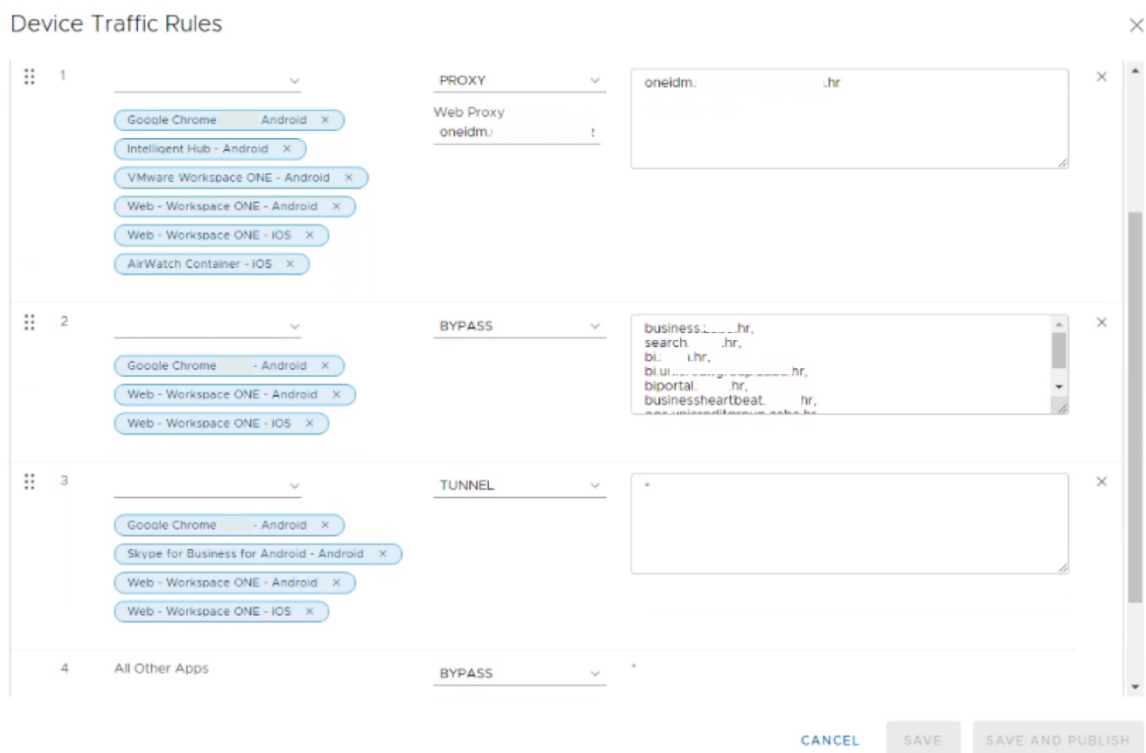 Device Traffic Rules
1
PROXY
oneidm. .hr
Google Chrome Android ×
Web Proxy
oneidm.
Intelligent Hub - Android ×
VMware Workspace ONE - Android ×
Web - Workspace ONE - Android ×
Web - Workspace ONE - iOS ×
AirWatch Container - iOS ×
2
BYPASS
business. .hr,
search. .hr,
bi. .hr,
hr,
biportal. .hr,
businessheartbeat. hr,
Google Chrome - Android ×
Web - Workspace ONE - Android ×
Web - Workspace ONE - iOS ×
3
TUNNEL
*
Google Chrome - Android ×
Skype for Business for Android - Android ×
Web - Workspace ONE - Android ×
Web - Workspace ONE - iOS ×
4 All Other Apps BYPASS *
CANCEL SAVE SAVE AND PUBLISH